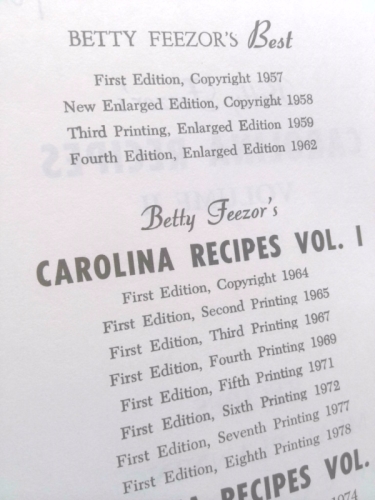 BETTY FEEZOR'S Best
First Edition, Copyright 1957
New Enlarged Edition, Copyright 1958
Third Printing, Enlarged Edition 1959
Fourth Edition, Enlarged Edition 1962
Betty Feezor's
CAROLINA RECIPES VOL. I
First Edition, Copyright 1964
First Edition, Second Printing 1965
First Edition, Third Printing 1967
First Edition, Fourth Printing 1969
First Edition, Fifth Printing 1971
First Edition, Sixth Printing 1972
First Edition, Seventh Printing 1977
First Edition, Eighth Printing 1978
RECIPES VOL.
1974